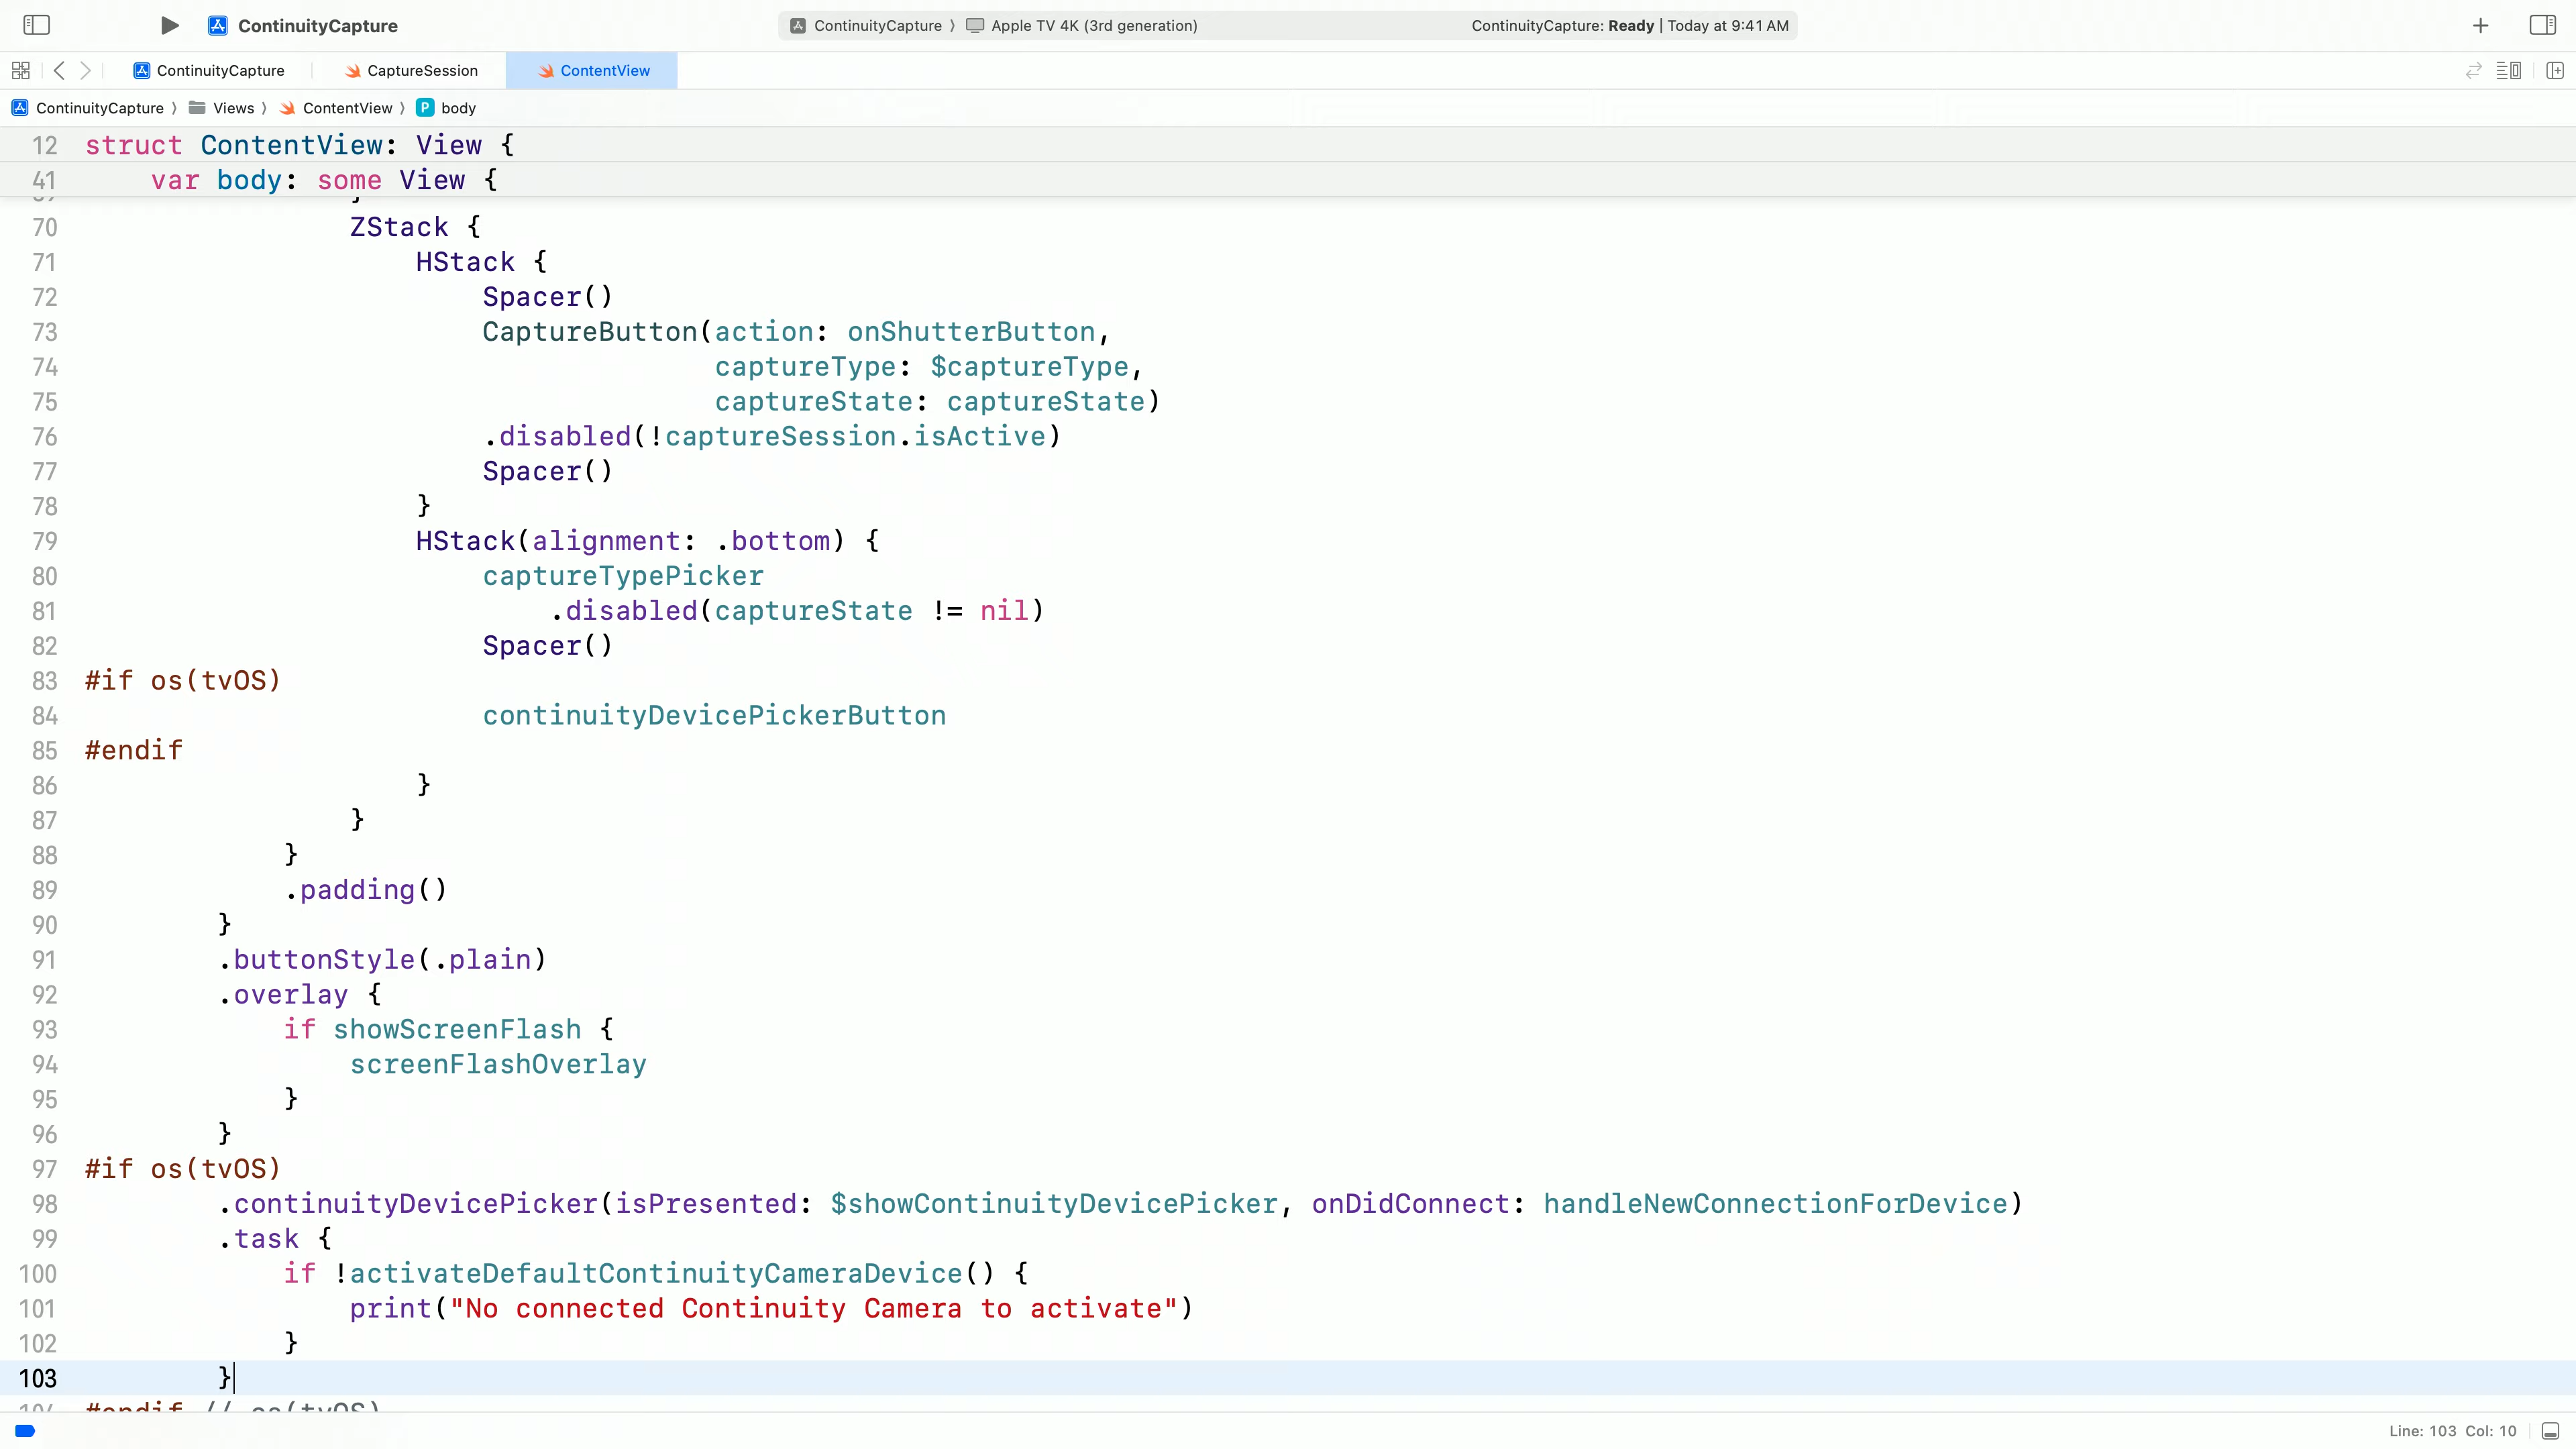 ContinuityCapture
ContinuityCapture 〉 Apple TV 4K (3rd generation)
ContinuityCapture: Ready | Today at 9:41 AM
ContinuityCapture
CaptureSession
ContentView
ContinuityCapture 〉 Views 〉 ContentView 〉 P body
12 struct ContentView: View {
41     var body: some View {
70                 ZStack {
71                     HStack {
72                         Spacer()
73                         CaptureButton(action: onShutterButton,
74                                       captureType: $captureType,
75                                       captureState: captureState)
76                         .disabled(!captureSession.isActive)
77                         Spacer()
78                     }
79                     HStack(alignment: .bottom) {
80                         captureTypePicker
81                             .disabled(captureState != nil)
82                         Spacer()
83 #if os(tvOS)
84                         continuityDevicePickerButton
85 #endif
86                     }
87                 }
88             }
89             .padding()
90         }
91         .buttonStyle(.plain)
92         .overlay {
93             if showScreenFlash {
94                 screenFlashOverlay
95             }
96         }
97 #if os(tvOS)
98         .continuityDevicePicker(isPresented: $showContinuityDevicePicker, onDidConnect: handleNewConnectionForDevice)
99         .task {
100             if !activateDefaultContinuityCameraDevice() {
101                 print("No connected Continuity Camera to activate")
102             }
103         }
104 #endif // os(tvOS)
Line: 103 Col: 10